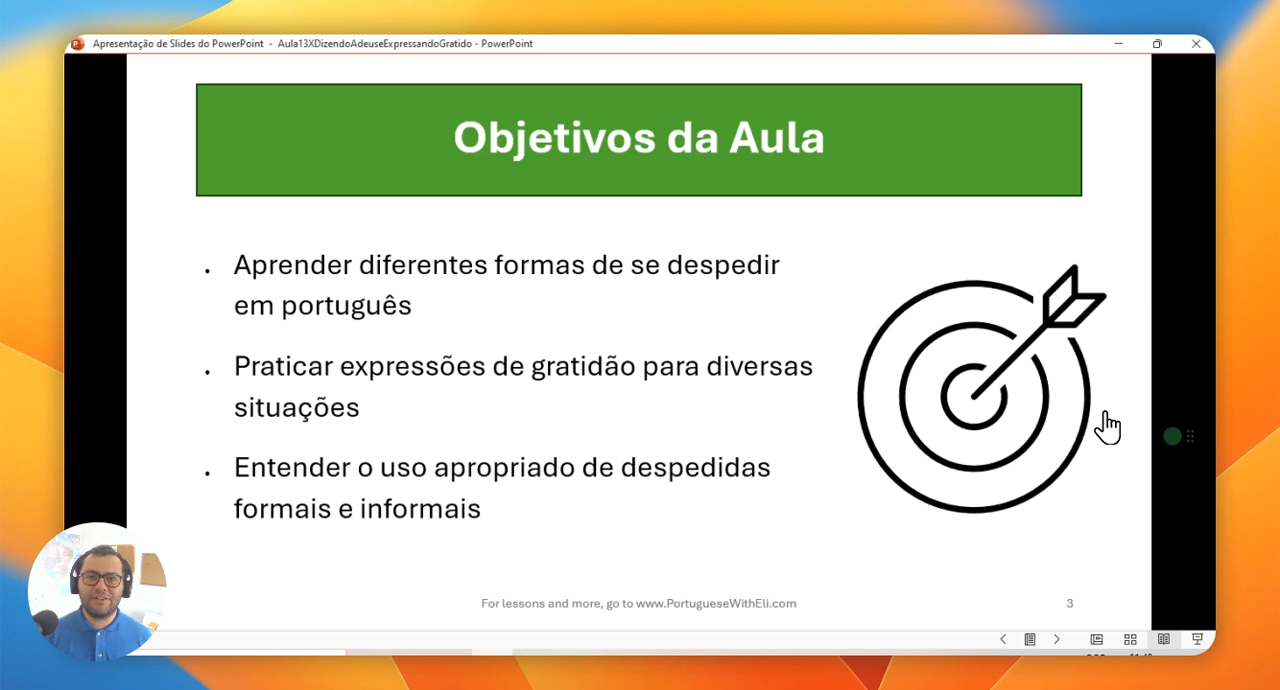 Apresentação de Slides do PowerPoint - Aula13XDizendoAdeuseExpressandoGratido - PowerPoint
Objetivos da Aula
• Aprender diferentes formas de se despedir
em português
• Praticar expressões de gratidão para diversas
situações
• Entender o uso apropriado de despedidas
formais e informais
For lessons and more, go to www.PortugueseWithEli.com
3